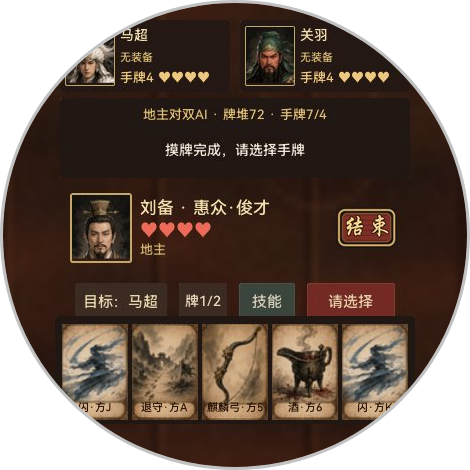 马超
无装备
手牌4 ♥♥♥♥
关羽
无装备
手牌4 ♥♥♥♥
地主对双AI · 牌堆72 · 手牌7/4
摸牌完成，请选择手牌
刘备 · 惠众·俊才
♥♥♥♥
地主
结束
目标：马超
牌1/2
技能
请选择
闪·方J
退守·方A
麒麟弓·方5
酒·方6
闪·方K